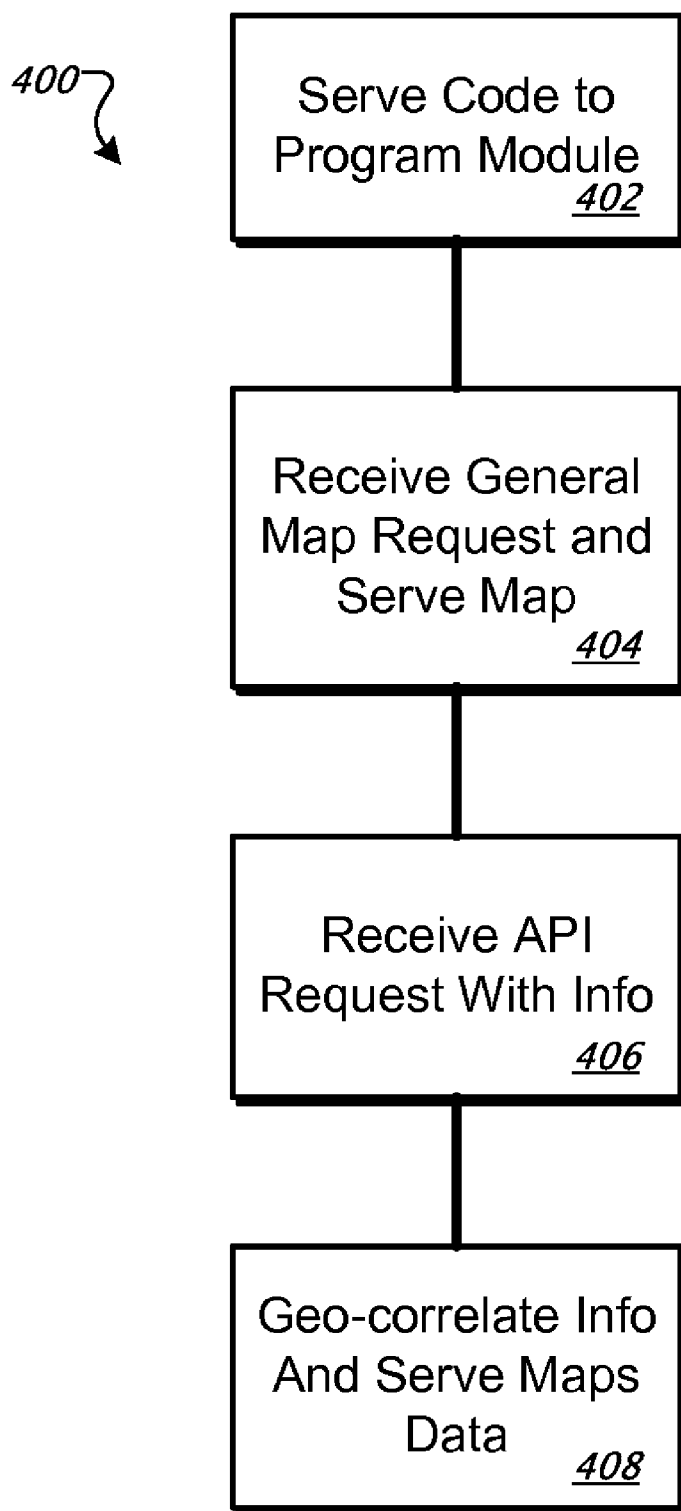 400
Serve Code to
Program Module
402
Receive General
Map Request and
Serve Map
404
Receive API
Request With Info
406
Geo-correlate Info
And Serve Maps
Data
408